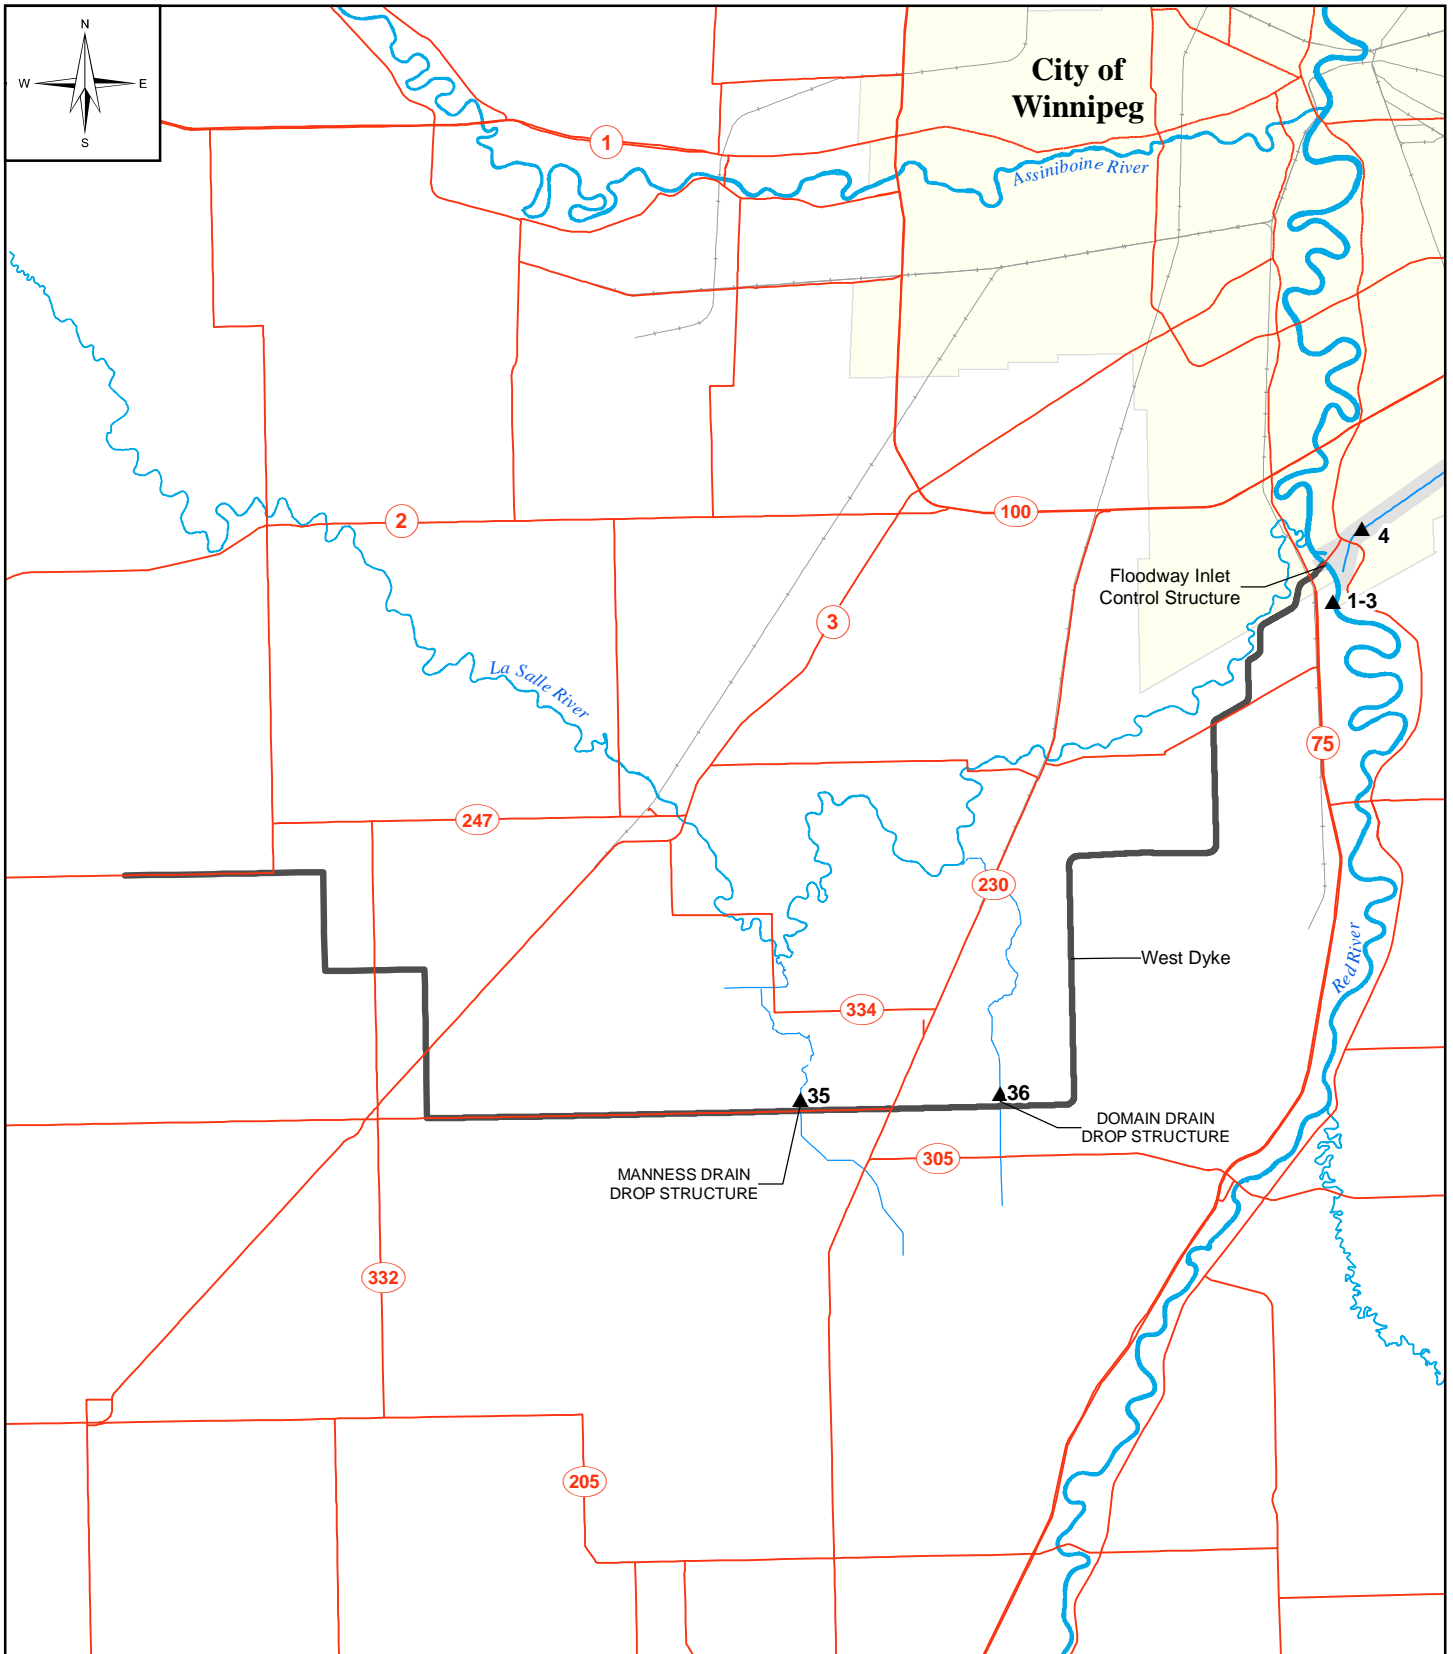 N
W E
S
City of
Winnipeg
1
Assiniboine River
2
100
4
Floodway Inlet
Control Structure
1-3
3
La Salle River
75
247
230
Red River
West Dyke
334
35
36
DOMAIN DRAIN
DROP STRUCTURE
305
MANNESS DRAIN
DROP STRUCTURE
332
205